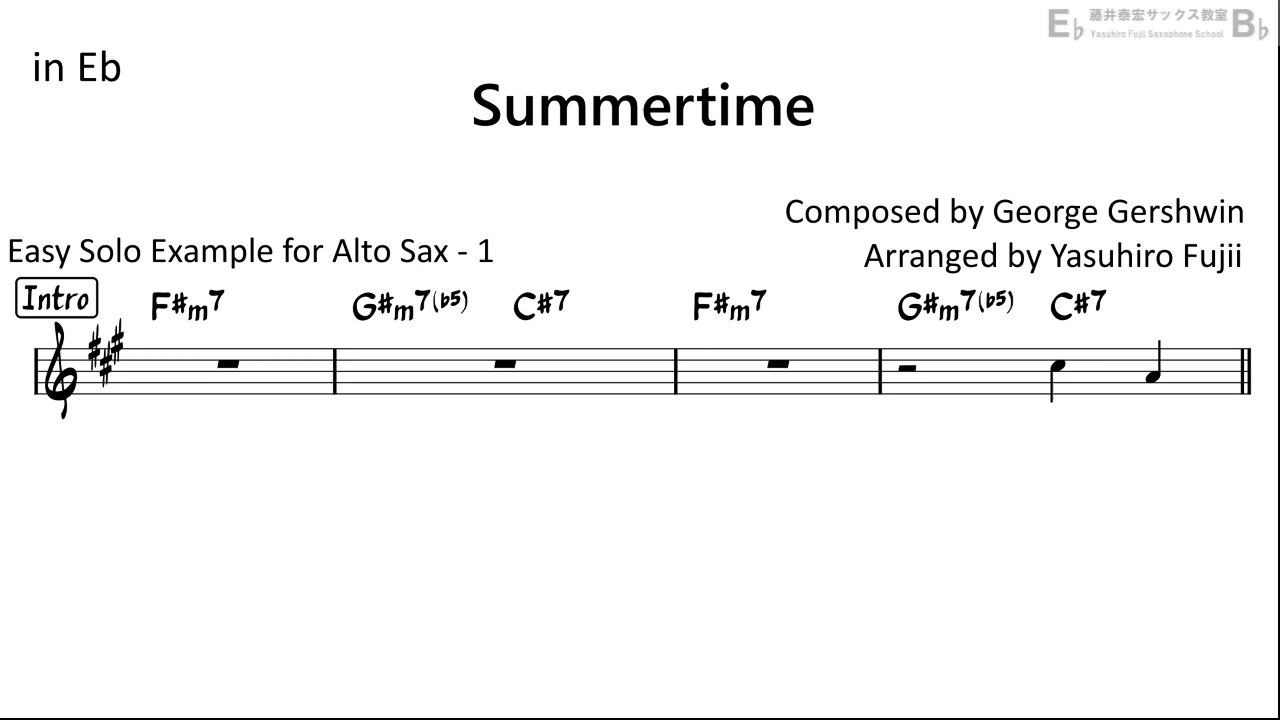 E♭ 藤井泰宏サックス教室 B♭
Yasuhiro Fujii Saxophone School
in Eb
Summertime
Composed by George Gershwin
Easy Solo Example for Alto Sax - 1
Arranged by Yasuhiro Fujii
Intro
F#m7 G#m7(b5) C#7 F#m7 G#m7(b5) C#7